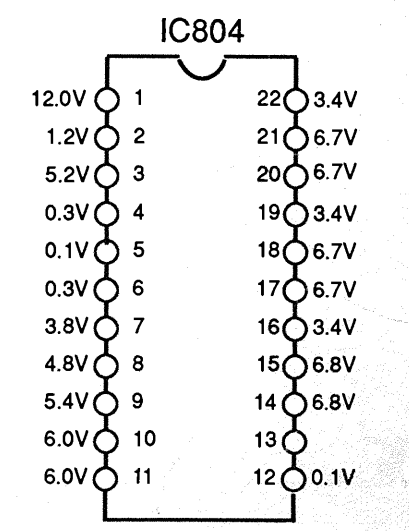 IC804
12.0V 1 22 3.4V
1.2V 2 21 6.7V
5.2V 3 20 6.7V
0.3V 4 19 3.4V
0.1V 5 18 6.7V
0.3V 6 17 6.7V
3.8V 7 16 3.4V
4.8V 8 15 6.8V
5.4V 9 14 6.8V
6.0V 10 13
6.0V 11 12 0.1V